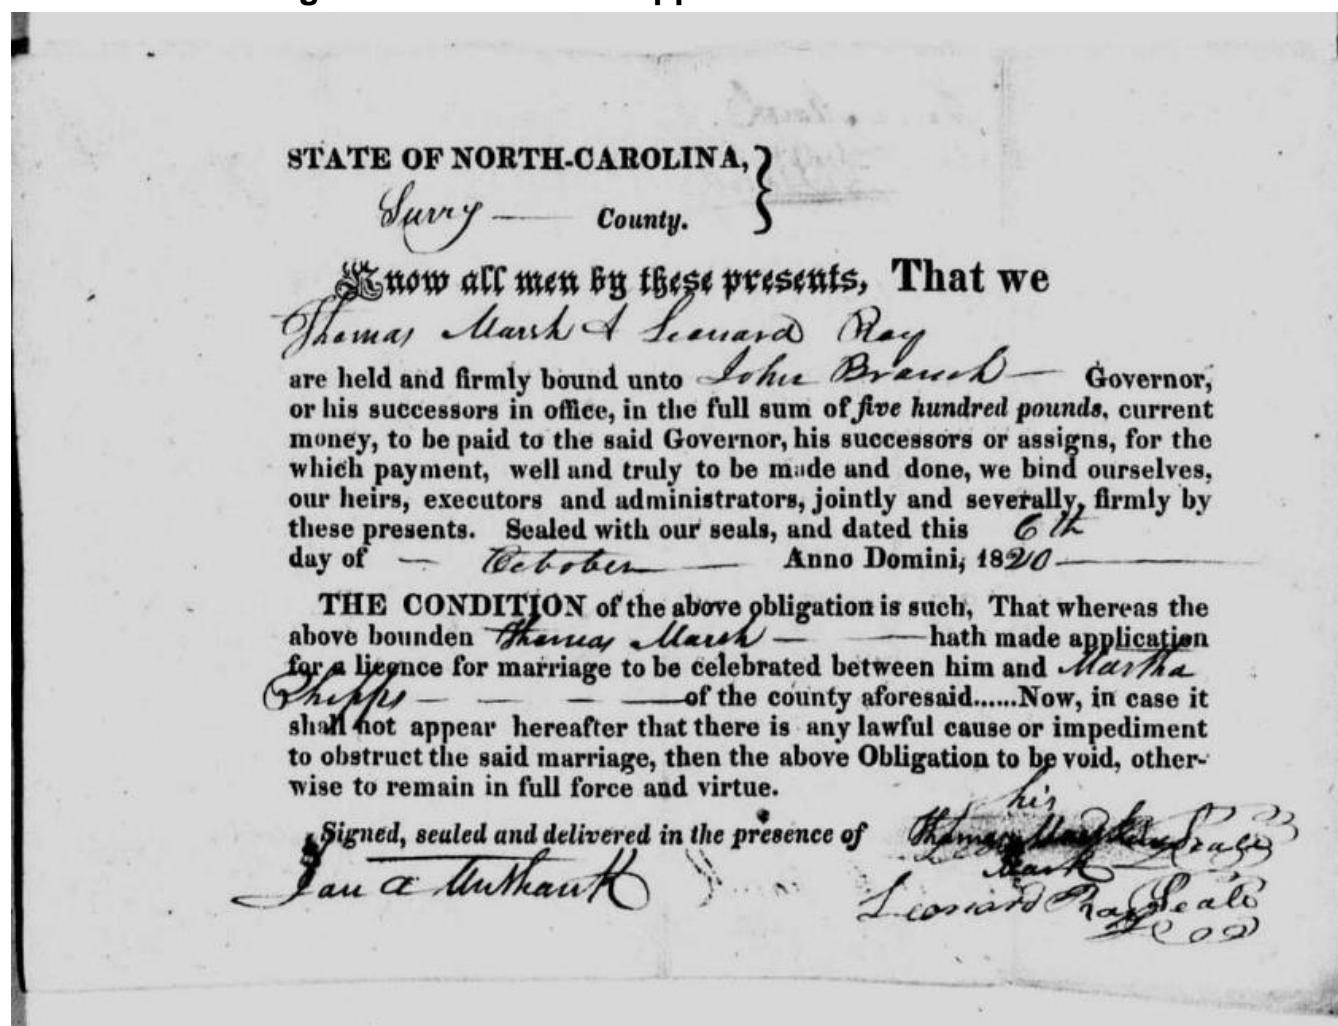 STATE OF NORTH-CAROLINA,
Surry County.
Know all men by these presents, That we
Thomas Marsh & Leonard Ray
are held and firmly bound unto John Branch Governor,
or his successors in office, in the full sum of five hundred pounds, current
money, to be paid to the said Governor, his successors or assigns, for the
which payment, well and truly to be made and done, we bind ourselves,
our heirs, executors and administrators, jointly and severally, firmly by
these presents. Sealed with our seals, and dated this 6th
day of October Anno Domini, 1820
THE CONDITION of the above obligation is such, That whereas the
above bounden Thomas Marsh hath made application
for a licence for marriage to be celebrated between him and Martha
Shipps of the county aforesaid......Now, in case it
shall not appear hereafter that there is any lawful cause or impediment
to obstruct the said marriage, then the above Obligation to be void, other-
wise to remain in full force and virtue.
his
Signed, sealed and delivered in the presence of Thomas Marsh Seal
Mark
Leonard Ray Seal